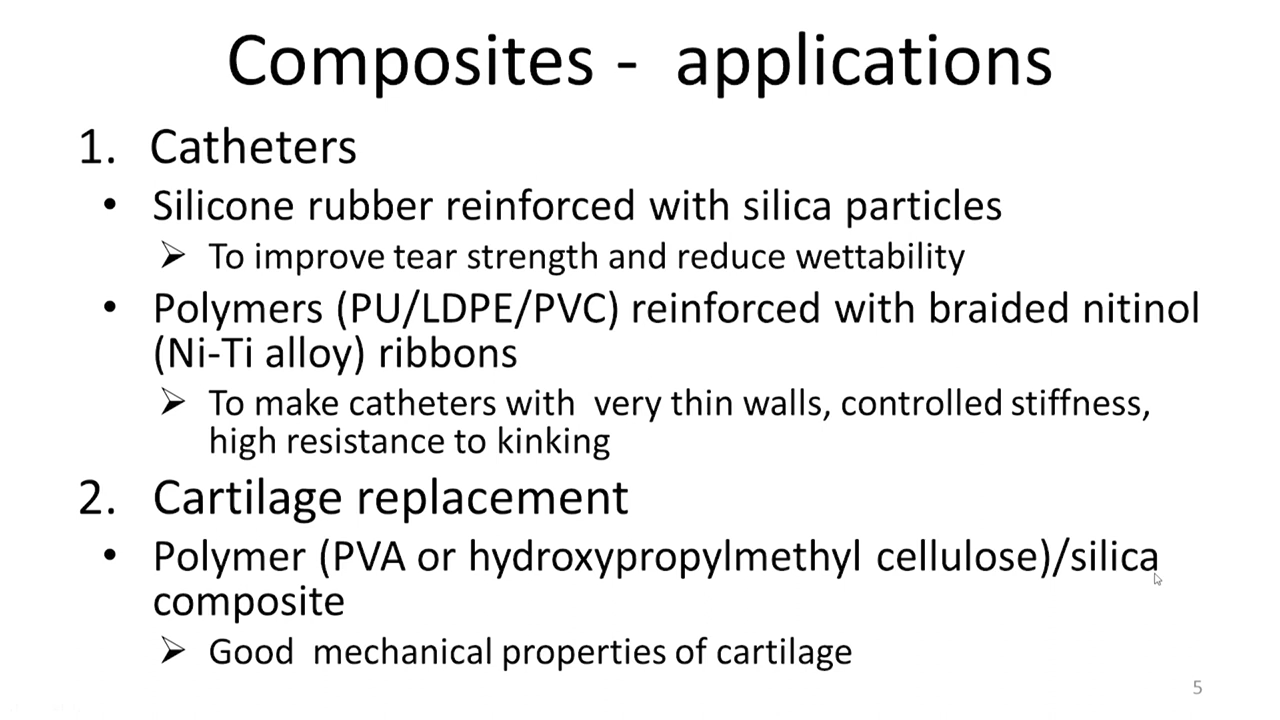 Composites -  applications
1. Catheters
• Silicone rubber reinforced with silica particles
➢ To improve tear strength and reduce wettability
• Polymers (PU/LDPE/PVC) reinforced with braided nitinol
(Ni-Ti alloy) ribbons
➢ To make catheters with  very thin walls, controlled stiffness,
high resistance to kinking
2. Cartilage replacement
• Polymer (PVA or hydroxypropylmethyl cellulose)/silica
composite
➢ Good  mechanical properties of cartilage
5